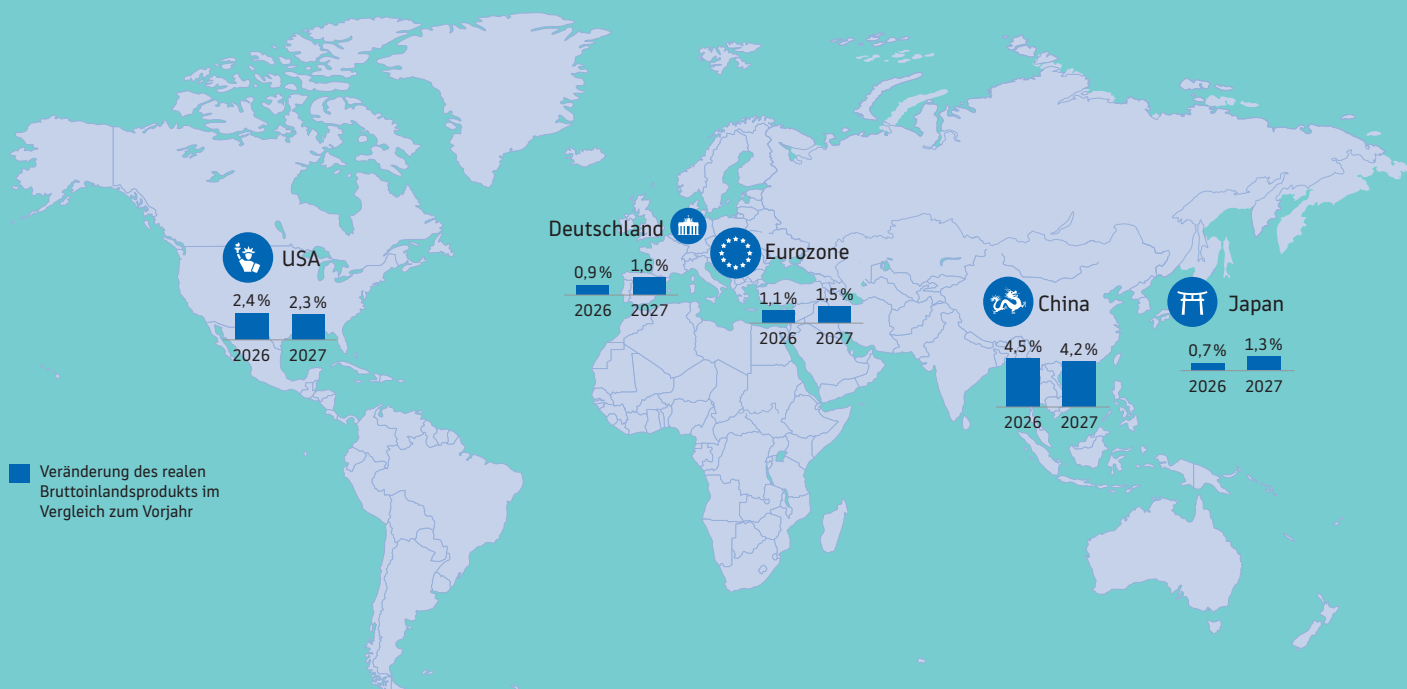 USA
2,4 %
2,3 %
2026
2027
Deutschland
0,9 %
1,6 %
2026
2027
Eurozone
1,1 %
1,5 %
2026
2027
China
4,5 %
4,2 %
2026
2027
Japan
0,7 %
1,3 %
2026
2027
Veränderung des realen
Bruttoinlandsprodukts im
Vergleich zum Vorjahr